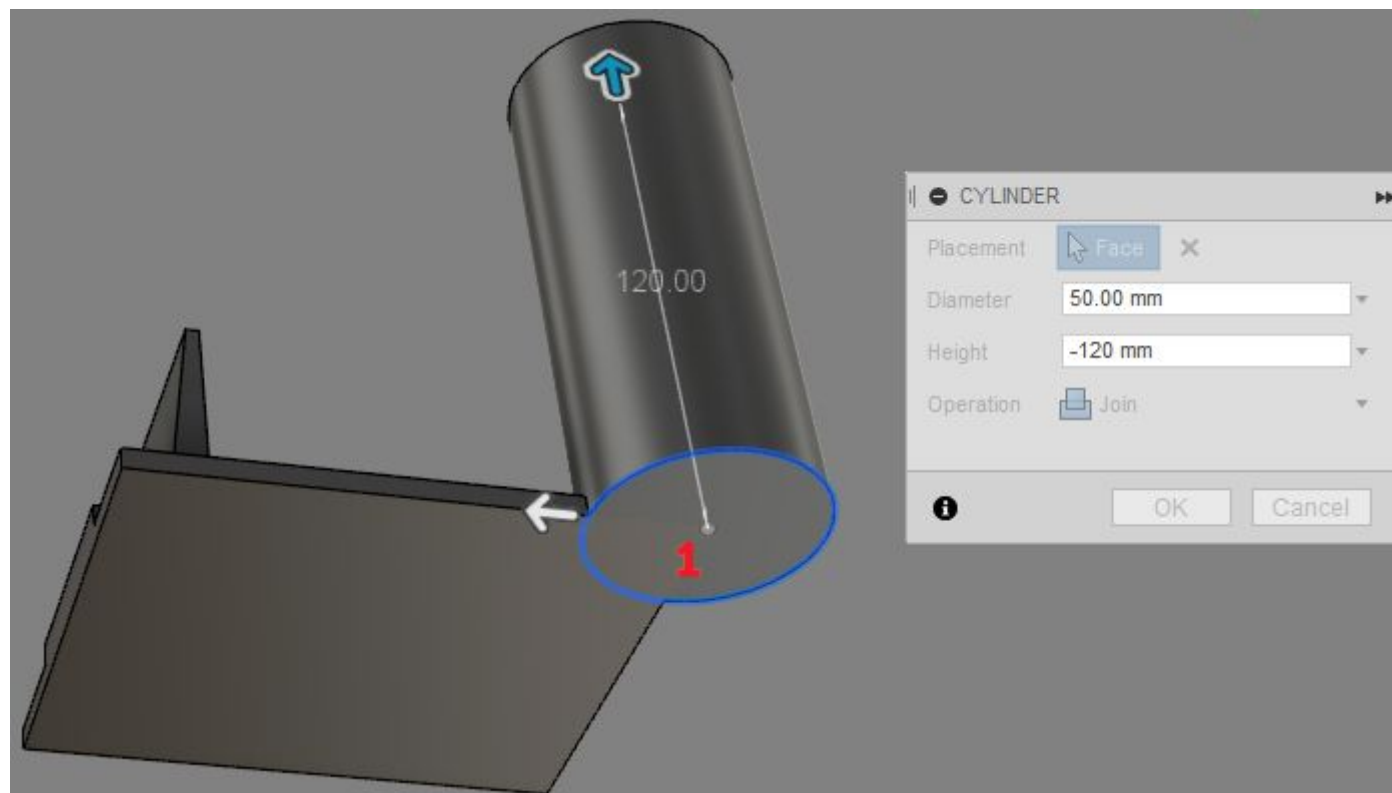 120.00
1
CYLINDER
Placement Face
Diameter 50.00 mm
Height -120 mm
Operation Join
OK Cancel